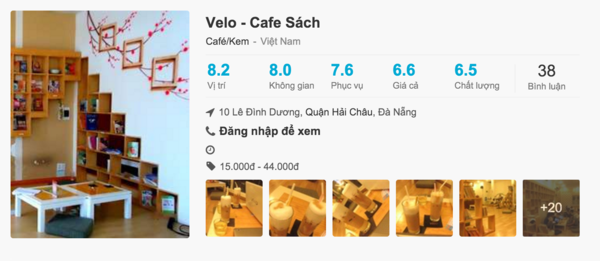 Velo - Cafe Sách
Café/Kem - Việt Nam
8.2 8.0 7.6 6.6 6.5 38
Vị trí Không gian Phục vụ Giá cả Chất lượng Bình luận
10 Lê Đình Dương, Quận Hải Châu, Đà Nẵng
Đăng nhập để xem
15.000đ - 44.000đ
+20